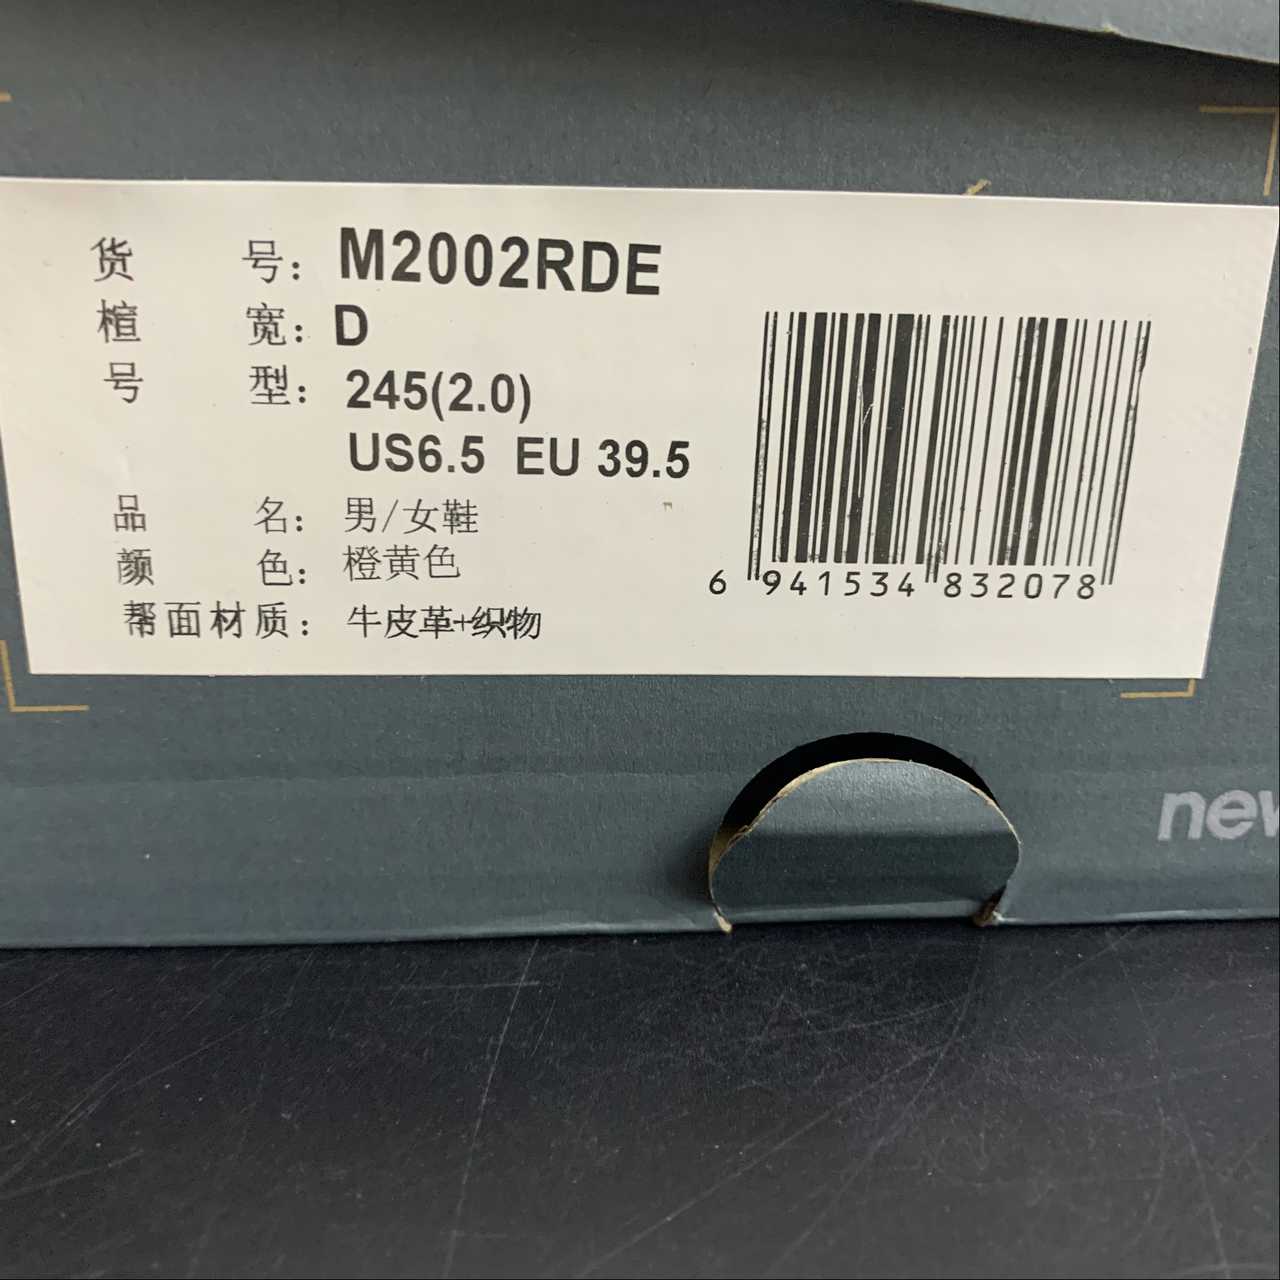 货 号: M2002RDE
楦 宽: D
号 型: 245(2.0)
US6.5 EU 39.5
品 名: 男/女鞋
颜 色: 橙黄色
帮面材质: 牛皮革+织物
6 941534 832078
new